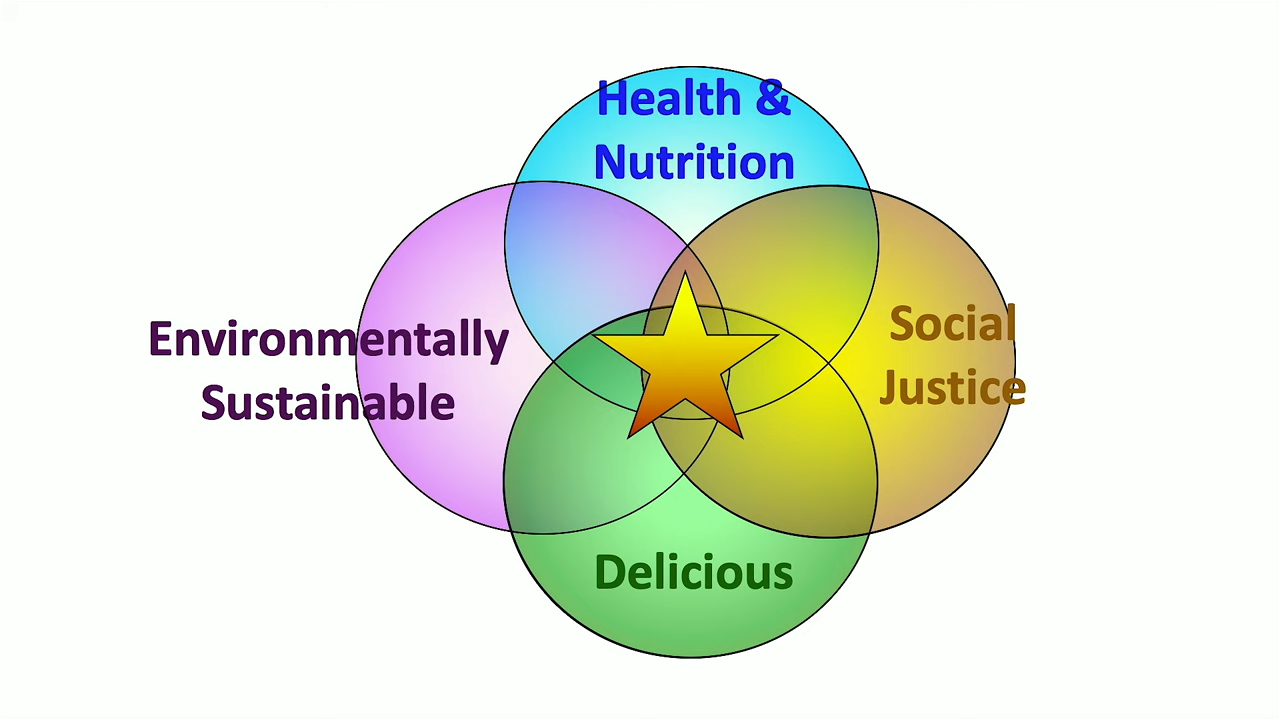 Health &
Nutrition
Environmentally
Sustainable
Social
Justice
Delicious